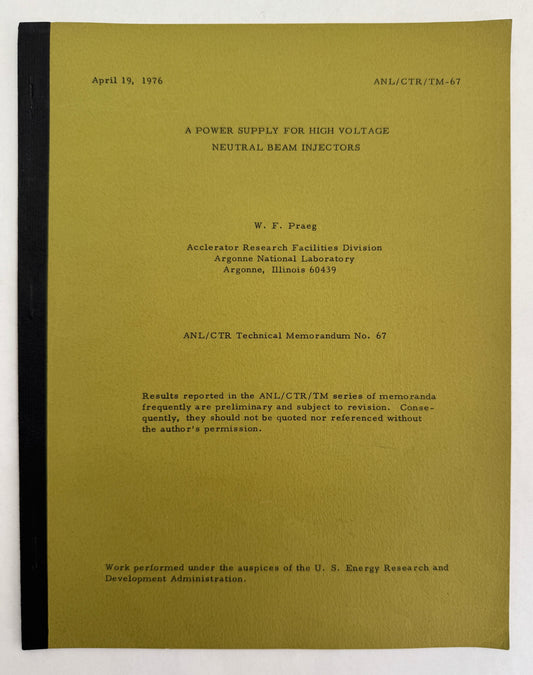 April 19, 1976 ANL/CTR/TM-67
A POWER SUPPLY FOR HIGH VOLTAGE
NEUTRAL BEAM INJECTORS
W. F. Praeg
Acclerator Research Facilities Division
Argonne National Laboratory
Argonne, Illinois 60439
ANL/CTR Technical Memorandum No. 67
Results reported in the ANL/CTR/TM series of memoranda
frequently are preliminary and subject to revision. Conse-
quently, they should not be quoted nor referenced without
the author's permission.
Work performed under the auspices of the U. S. Energy Research and
Development Administration.